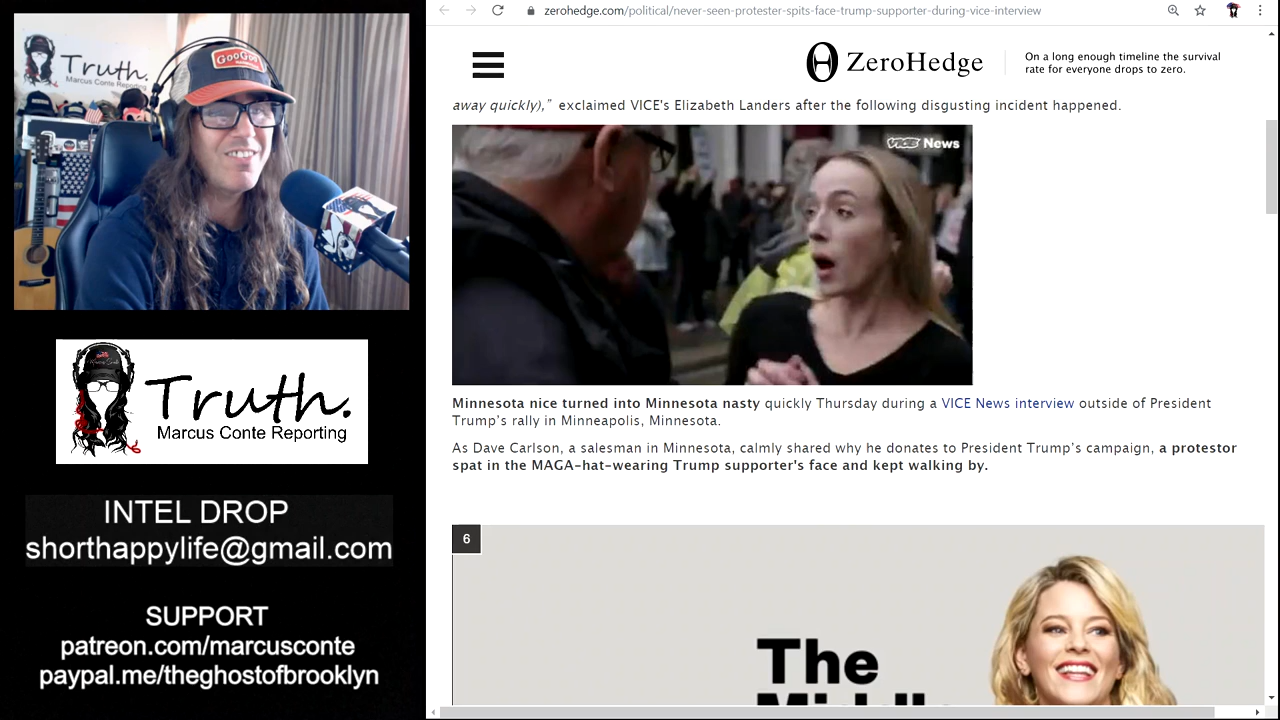 zerohedge.com/political/never-seen-protester-spits-face-trump-supporter-during-vice-interview
Truth.
Marcus Conte Reporting
GooGoo
ZeroHedge
On a long enough timeline the survival
rate for everyone drops to zero.
away quickly)," exclaimed VICE's Elizabeth Landers after the following disgusting incident happened.
VICE News
Minnesota nice turned into Minnesota nasty quickly Thursday during a VICE News interview outside of President
Trump's rally in Minneapolis, Minnesota.
As Dave Carlson, a salesman in Minnesota, calmly shared why he donates to President Trump's campaign, a protestor
spat in the MAGA-hat-wearing Trump supporter's face and kept walking by.
6
The
Middle
Truth.
Marcus Conte Reporting
INTEL DROP
shorthappylife@gmail.com
SUPPORT
patreon.com/marcusconte
paypal.me/theghostofbrooklyn